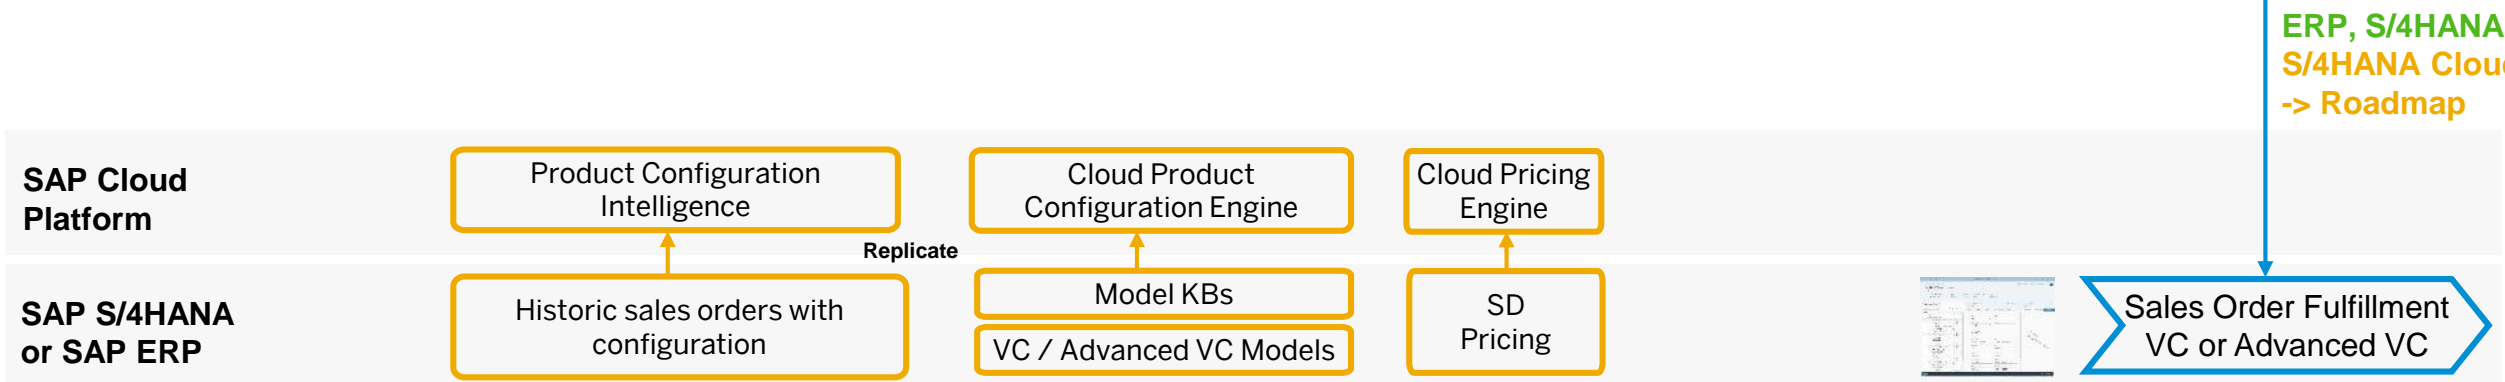 ERP, S/4HANA
S/4HANA Cloud
-> Roadmap
SAP Cloud
Platform
Product Configuration
Intelligence
Cloud Product
Configuration Engine
Cloud Pricing
Engine
Replicate
SAP S/4HANA
or SAP ERP
Historic sales orders with
configuration
Model KBs
VC / Advanced VC Models
SD
Pricing
Sales Order Fulfillment
VC or Advanced VC